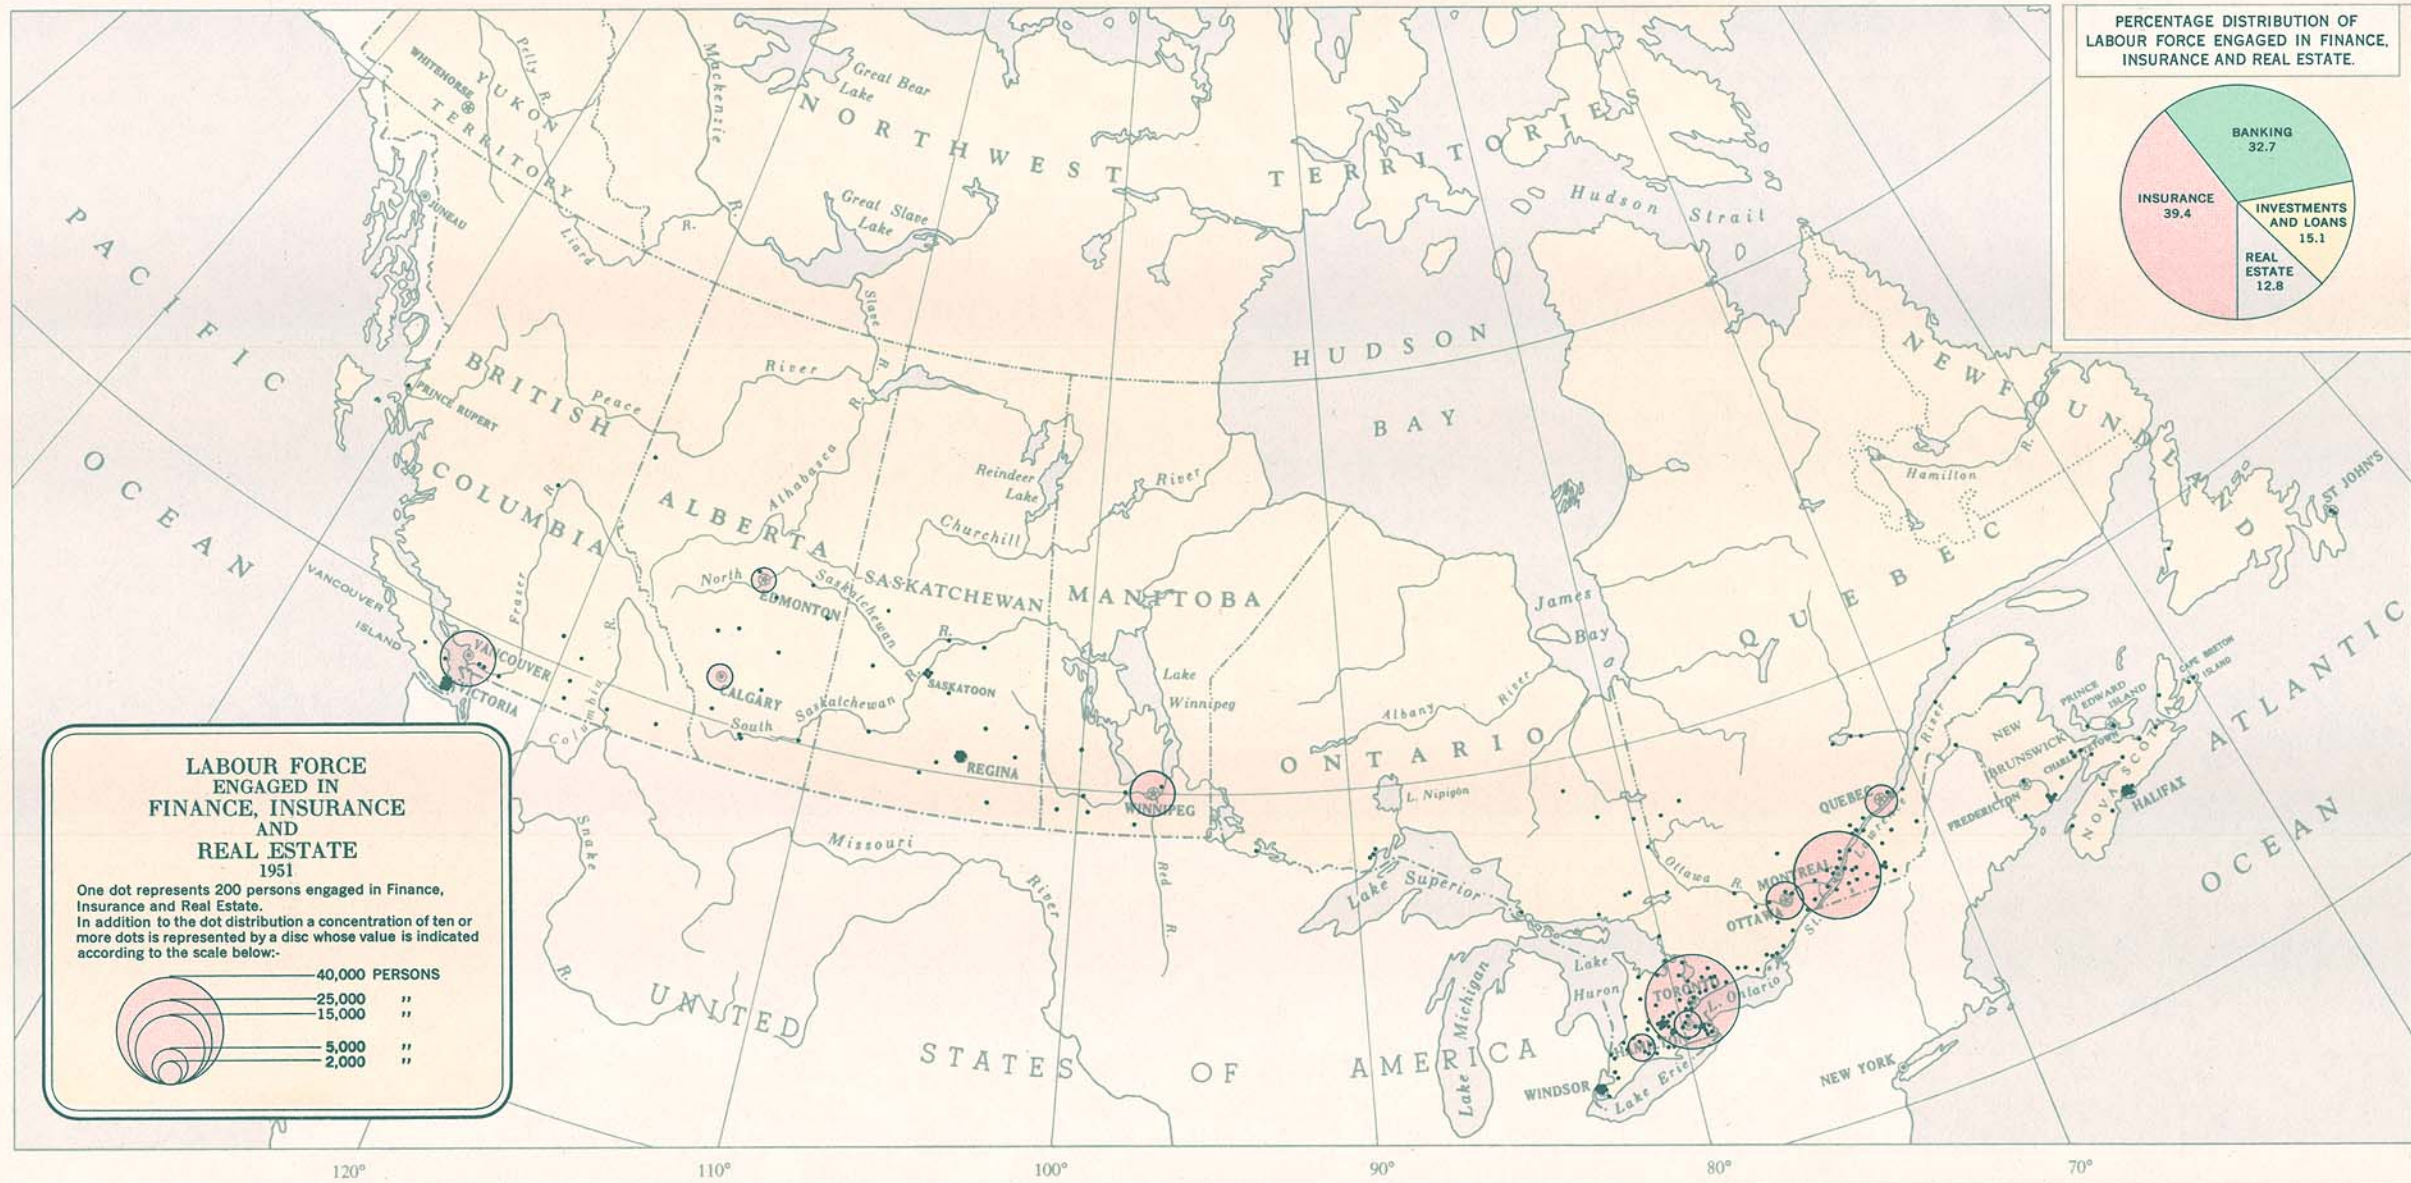 PERCENTAGE DISTRIBUTION OF
LABOUR FORCE ENGAGED IN FINANCE,
INSURANCE AND REAL ESTATE.
BANKING
32.7
INSURANCE
39.4
INVESTMENTS
AND LOANS
15.1
REAL
ESTATE
12.8
PACIFIC
OCEAN
WHITEHORSE
YUKON
TERRITORY
Pelly R.
Mackenzie
R.
Great Bear
Lake
NORTHWEST TERRITORIES
Great Slave
Lake
Liard
R.
Slave R.
JUNEAU
Hudson Strait
HUDSON
BAY
NEWFOUNDLAND
Hamilton
R.
ST JOHN'S
BRITISH
COLUMBIA
PRINCE RUPERT
Peace
River
ALBERTA
Athabasca
R.
Reindeer
Lake
Churchill
River
SASKATCHEWAN
MANITOBA
James
Bay
QUEBEC
VANCOUVER
ISLAND
Fraser
R.
VANCOUVER
VICTORIA
Columbia
R.
North
Saskatchewan
R.
EDMONTON
CALGARY
South
Saskatchewan
R.
SASKATOON
REGINA
Lake
Winnipeg
WINNIPEG
Red
R.
Albany
River
ONTARIO
L. Nipigon
Lake Superior
Ottawa R.
OTTAWA
MONTREAL
QUEBEC
St. Lawrence
River
NEW
BRUNSWICK
FREDERICTON
PRINCE
EDWARD
ISLAND
CHARLOTTETOWN
CAPE BRETON
ISLAND
NOVA SCOTIA
HALIFAX
ATLANTIC
OCEAN
Lake
Huron
TORONTO
L. Ontario
HAMILTON
Lake Erie
WINDSOR
Lake Michigan
NEW YORK
Snake
R.
Missouri
River
UNITED
STATES OF AMERICA
LABOUR FORCE
ENGAGED IN
FINANCE, INSURANCE
AND
REAL ESTATE
1951
One dot represents 200 persons engaged in Finance,
Insurance and Real Estate.
In addition to the dot distribution a concentration of ten or
more dots is represented by a disc whose value is indicated
according to the scale below:-
40,000 PERSONS
25,000 "
15,000 "
5,000 "
2,000 "
120°
110°
100°
90°
80°
70°